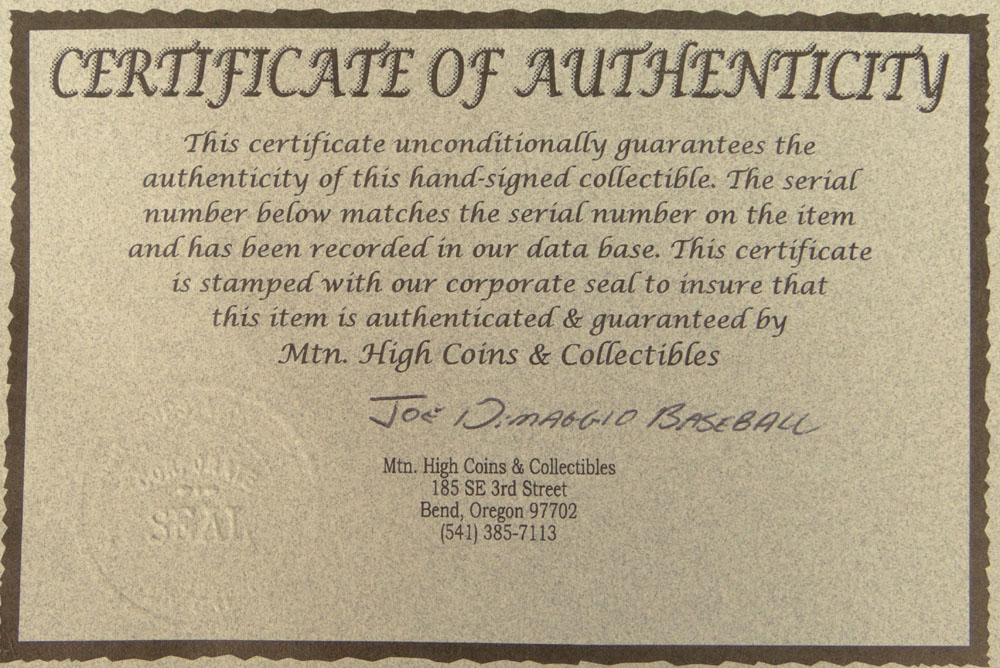 CERTIFICATE OF AUTHENTICITY
This certificate unconditionally guarantees the
authenticity of this hand-signed collectible. The serial
number below matches the serial number on the item
and has been recorded in our data base. This certificate
is stamped with our corporate seal to insure that
this item is authenticated & guaranteed by
Mtn. High Coins & Collectibles
JOE DiMAGGIO BASEBALL
Mtn. High Coins & Collectibles
185 SE 3rd Street
Bend, Oregon 97702
(541) 385-7113
CORPORATE
SEAL